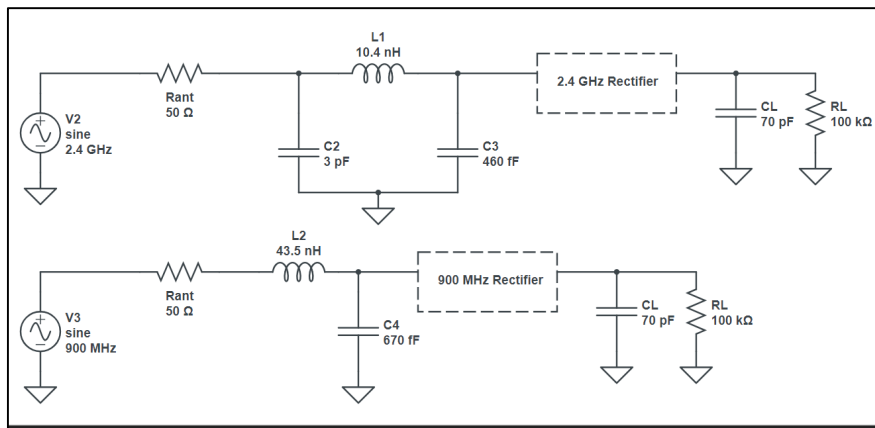 L1
10.4 nH
2.4 GHz Rectifier
Rant
50 Ω
V2
sine
2.4 GHz
C2
3 pF
C3
460 fF
CL
70 pF
RL
100 kΩ
L2
43.5 nH
900 MHz Rectifier
Rant
50 Ω
V3
sine
900 MHz
C4
670 fF
CL
70 pF
RL
100 kΩ